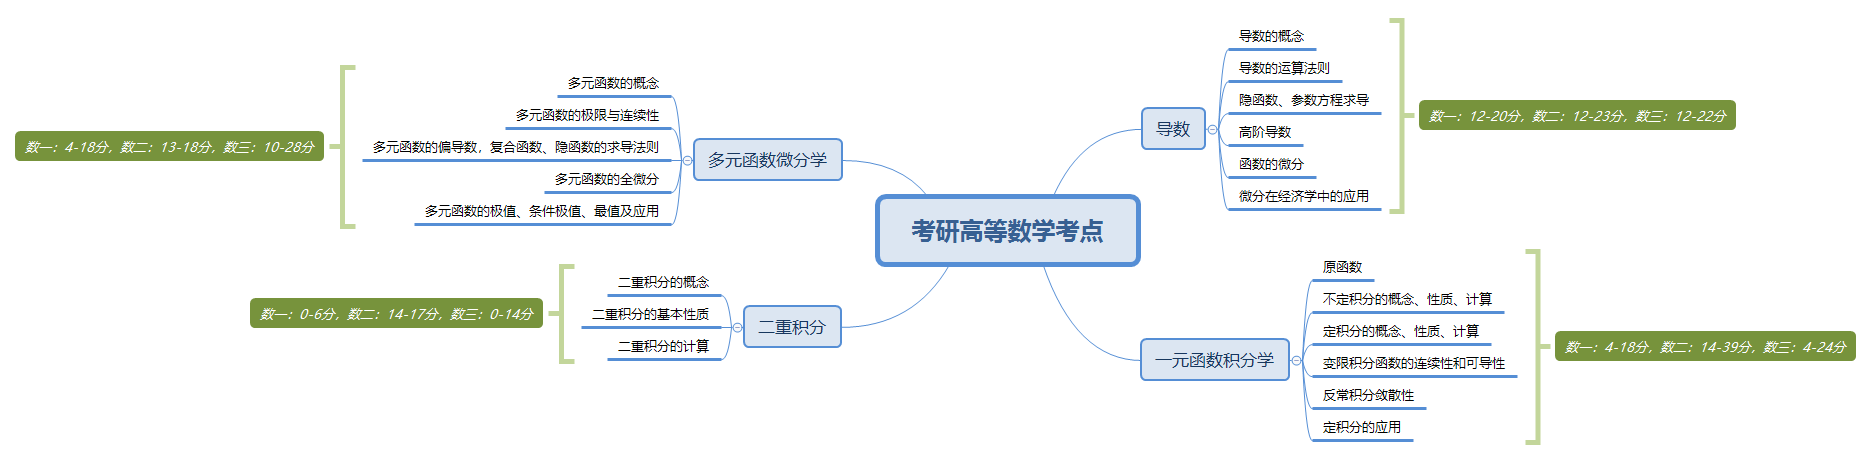 考研高等数学考点
导数
导数的概念
导数的运算法则
隐函数、参数方程求导
高阶导数
函数的微分
微分在经济学中的应用
数一：12-20分，数二：12-23分，数三：12-22分
一元函数积分学
原函数
不定积分的概念、性质、计算
定积分的概念、性质、计算
变限积分函数的连续性和可导性
反常积分敛散性
定积分的应用
数一：4-18分，数二：14-39分，数三：4-24分
多元函数微分学
多元函数的概念
多元函数的极限与连续性
多元函数的偏导数，复合函数、隐函数的求导法则
多元函数的全微分
多元函数的极值、条件极值、最值及应用
数一：4-18分，数二：13-18分，数三：10-28分
二重积分
二重积分的概念
二重积分的基本性质
二重积分的计算
数一：0-6分，数二：14-17分，数三：0-14分